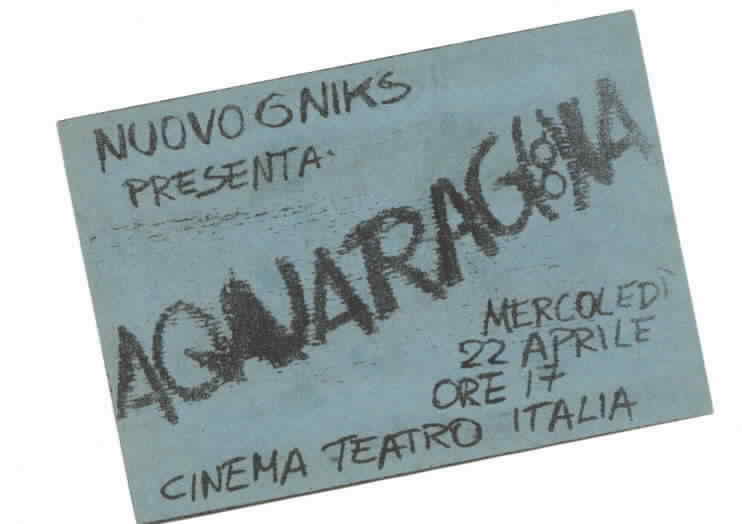 NUOVO GNIKS
PRESENTA
MERCOLEDÌ
22 APRILE
ORE 17
CINEMA TEATRO ITALIA